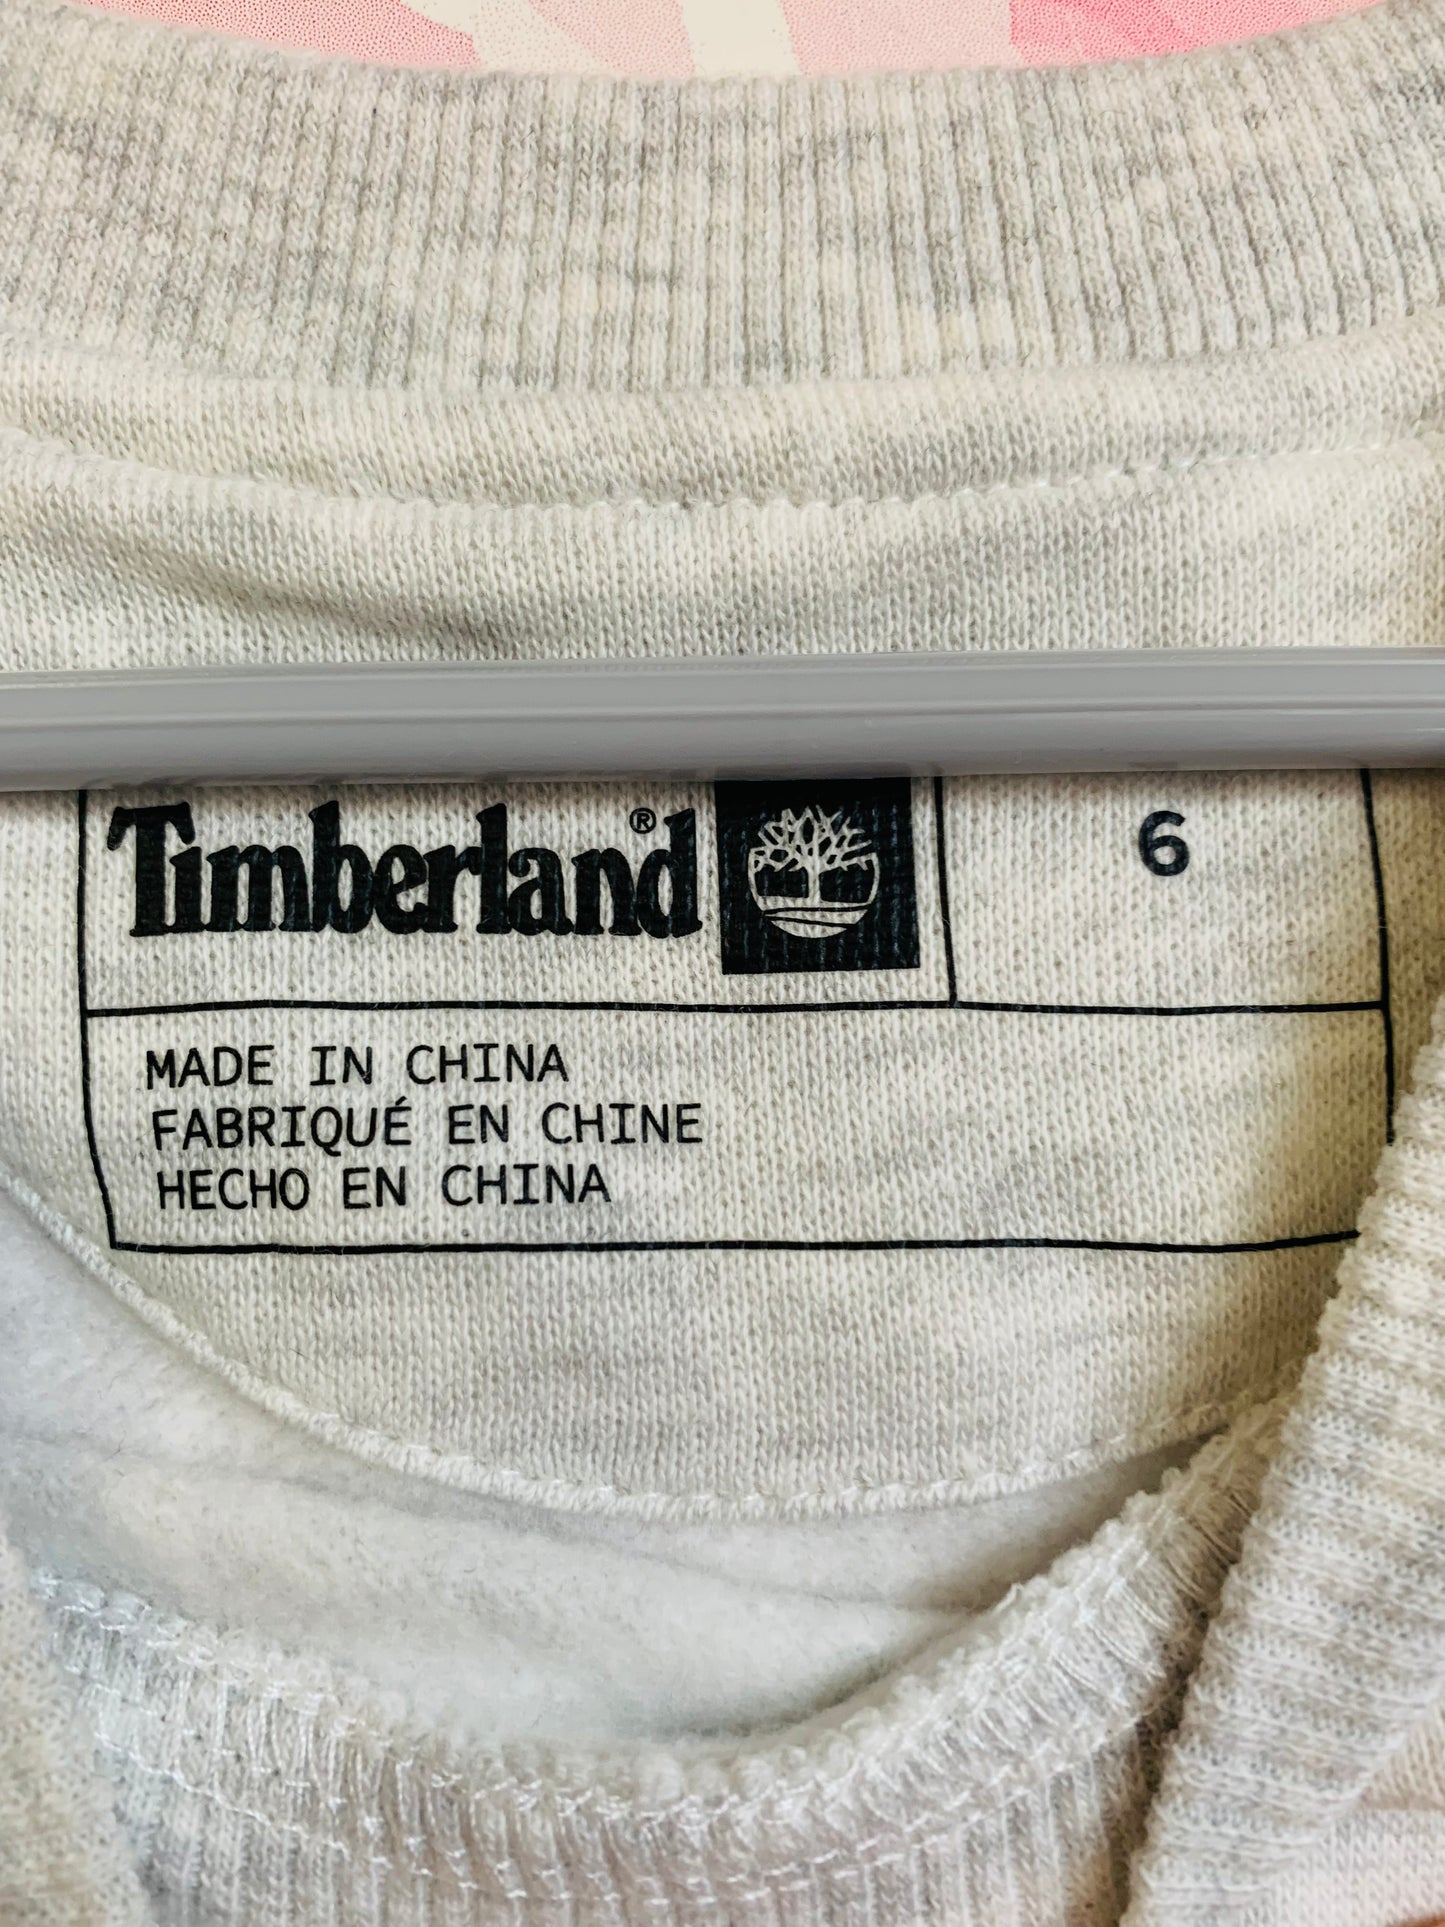 Timberland®
6
MADE IN CHINA
FABRIQUÉ EN CHINE
HECHO EN CHINA